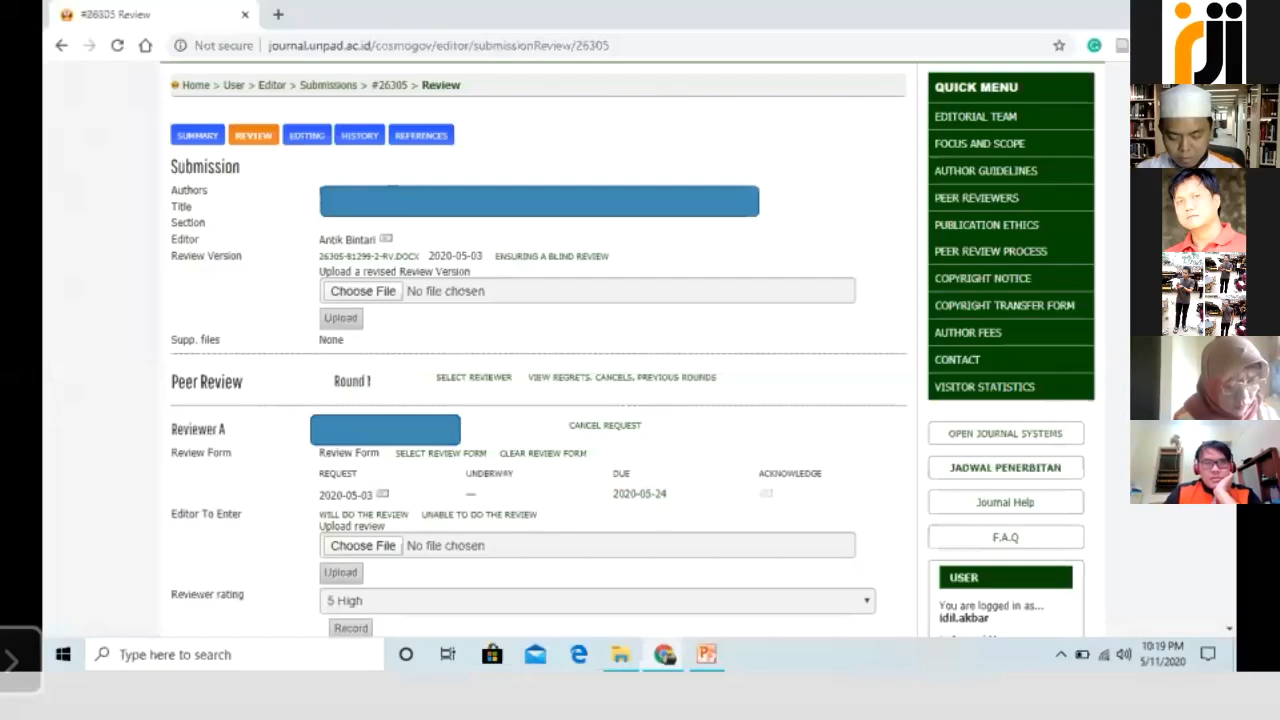 #26305 Review
Not secure
journal.unpad.ac.id/cosmogov/editor/submissionReview/26305
Home > User > Editor > Submissions > #26305 > Review
SUMMARY
REVIEW
EDITING
HISTORY
REFERENCES
Submission
Authors
Title
Section
Editor
Antik Bintari
Review Version
26305-81299-2-RV.DOCX 2020-05-03
ENSURING A BLIND REVIEW
Upload a revised Review Version
Choose File No file chosen
Upload
Supp. files
None
Peer Review
Round 1
SELECT REVIEWER
VIEW REGRETS, CANCELS, PREVIOUS ROUNDS
Reviewer A
CANCEL REQUEST
Review Form
Review Form
SELECT REVIEW FORM
CLEAR REVIEW FORM
REQUEST
UNDERWAY
DUE
ACKNOWLEDGE
2020-05-03
—
2020-05-24
Editor To Enter
WILL DO THE REVIEW
UNABLE TO DO THE REVIEW
Upload review
Choose File No file chosen
Upload
Reviewer rating
5 High
Record
QUICK MENU
EDITORIAL TEAM
FOCUS AND SCOPE
AUTHOR GUIDELINES
PEER REVIEWERS
PUBLICATION ETHICS
PEER REVIEW PROCESS
COPYRIGHT NOTICE
COPYRIGHT TRANSFER FORM
AUTHOR FEES
CONTACT
VISITOR STATISTICS
OPEN JOURNAL SYSTEMS
JADWAL PENERBITAN
Journal Help
F.A.Q
USER
You are logged in as...
idil.akbar
rji
Type here to search
10:19 PM
5/11/2020